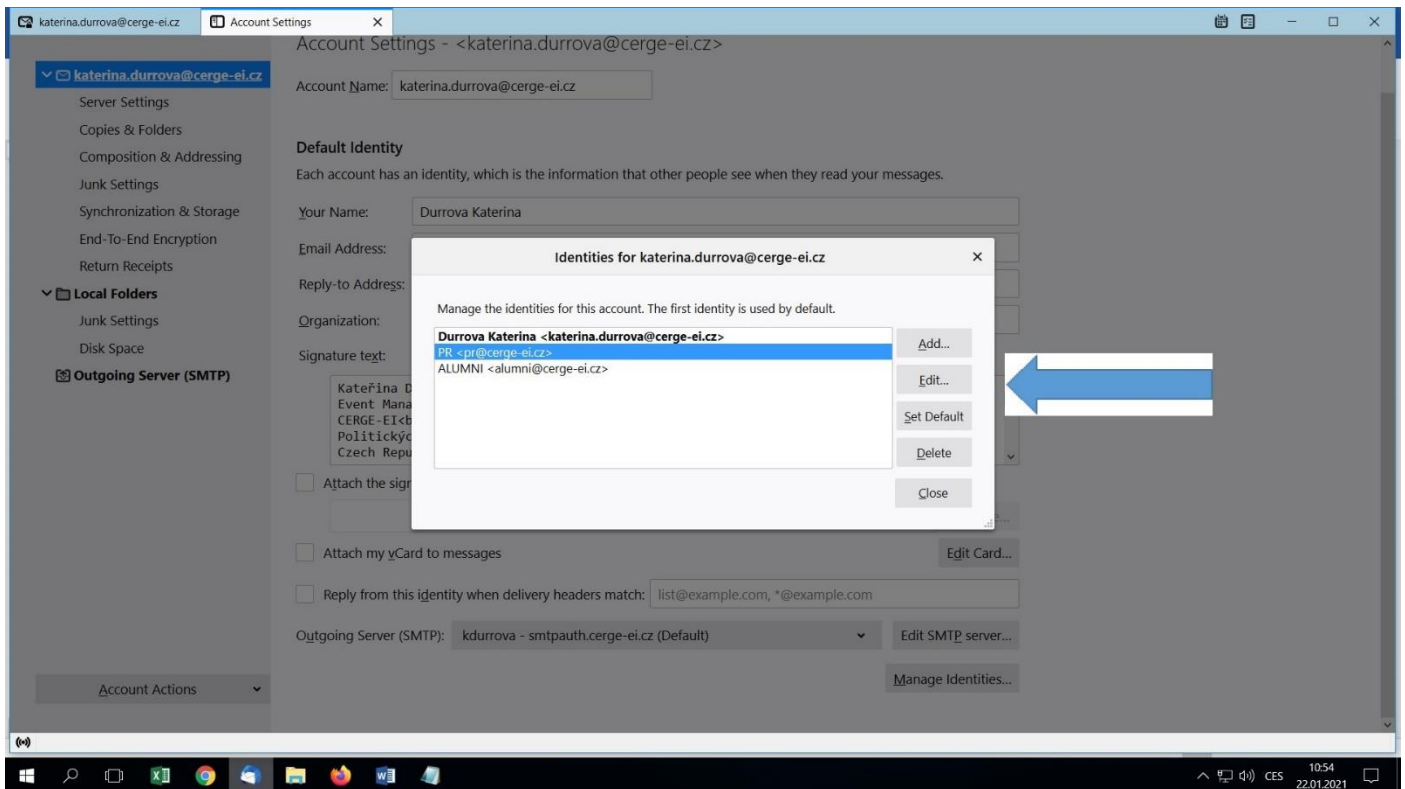 katerina.durrova@cerge-ei.cz
Account Settings
Account Settings - <katerina.durrova@cerge-ei.cz>
katerina.durrova@cerge-ei.cz
Server Settings
Copies & Folders
Composition & Addressing
Junk Settings
Synchronization & Storage
End-To-End Encryption
Return Receipts
Local Folders
Junk Settings
Disk Space
Outgoing Server (SMTP)
Account Actions
Account Name: katerina.durrova@cerge-ei.cz
Default Identity
Each account has an identity, which is the information that other people see when they read your messages.
Your Name: Durrova Katerina
Email Address:
Reply-to Address:
Organization:
Signature text:
Kateřina D
Event Mana
CERGE-EI<b
Politickýc
Czech Repu
Attach the sign
Attach my vCard to messages
Edit Card...
Reply from this identity when delivery headers match: list@example.com, *@example.com
Outgoing Server (SMTP): kdurrova - smtpauth.cerge-ei.cz (Default)
Edit SMTP server...
Manage Identities...
Identities for katerina.durrova@cerge-ei.cz
Manage the identities for this account. The first identity is used by default.
Durrova Katerina <katerina.durrova@cerge-ei.cz>
PR <pr@cerge-ei.cz>
ALUMNI <alumni@cerge-ei.cz>
Add...
Edit...
Set Default
Delete
Close
CES
10:54
22.01.2021